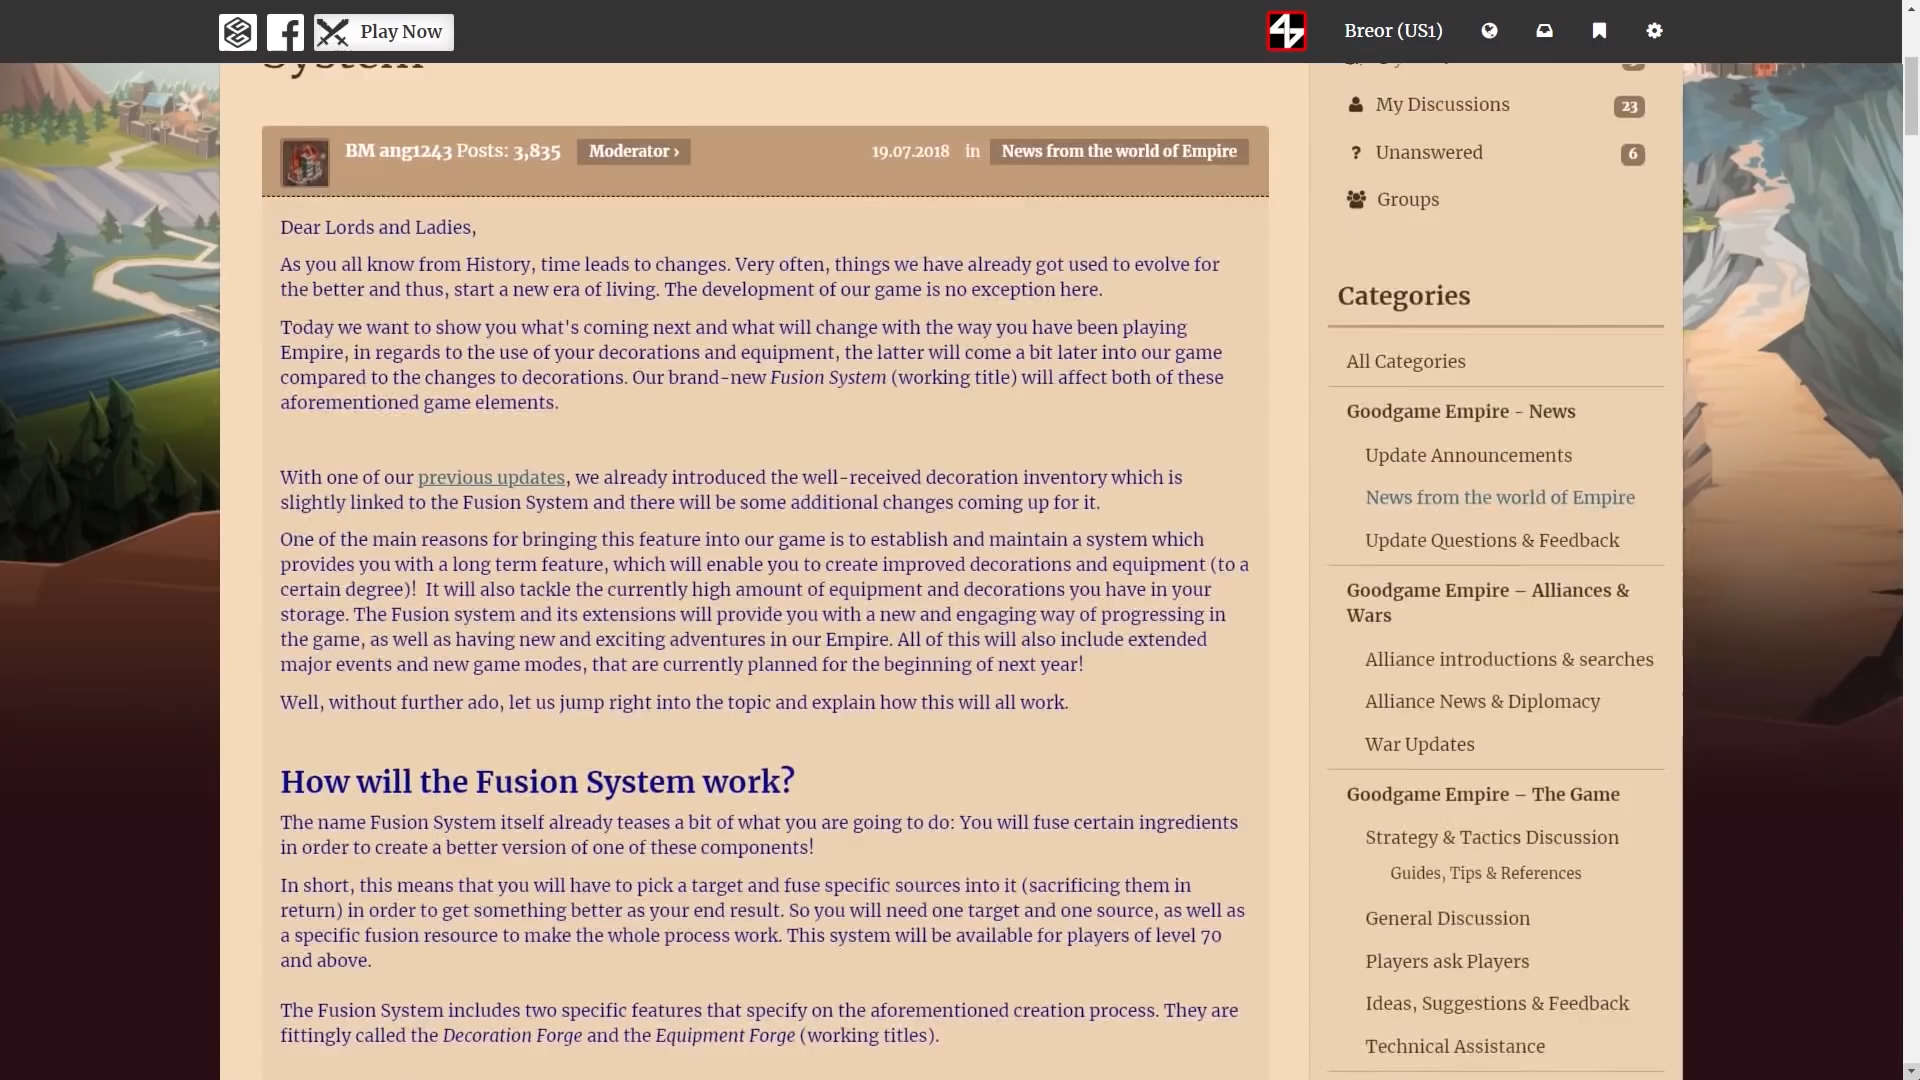 Play Now
Breor (US1)
System
BM ang1243 Posts: 3,835 Moderator ›
19.07.2018 in News from the world of Empire
Dear Lords and Ladies,
As you all know from History, time leads to changes. Very often, things we have already got used to evolve for
the better and thus, start a new era of living. The development of our game is no exception here.
Today we want to show you what's coming next and what will change with the way you have been playing
Empire, in regards to the use of your decorations and equipment, the latter will come a bit later into our game
compared to the changes to decorations. Our brand-new Fusion System (working title) will affect both of these
aforementioned game elements.
With one of our previous updates, we already introduced the well-received decoration inventory which is
slightly linked to the Fusion System and there will be some additional changes coming up for it.
One of the main reasons for bringing this feature into our game is to establish and maintain a system which
provides you with a long term feature, which will enable you to create improved decorations and equipment (to a
certain degree)! It will also tackle the currently high amount of equipment and decorations you have in your
storage. The Fusion system and its extensions will provide you with a new and engaging way of progressing in
the game, as well as having new and exciting adventures in our Empire. All of this will also include extended
major events and new game modes, that are currently planned for the beginning of next year!
Well, without further ado, let us jump right into the topic and explain how this will all work.
How will the Fusion System work?
The name Fusion System itself already teases a bit of what you are going to do: You will fuse certain ingredients
in order to create a better version of one of these components!
In short, this means that you will have to pick a target and fuse specific sources into it (sacrificing them in
return) in order to get something better as your end result. So you will need one target and one source, as well as
a specific fusion resource to make the whole process work. This system will be available for players of level 70
and above.
The Fusion System includes two specific features that specify on the aforementioned creation process. They are
fittingly called the Decoration Forge and the Equipment Forge (working titles).
My Discussions 23
? Unanswered 6
Groups
Categories
All Categories
Goodgame Empire - News
Update Announcements
News from the world of Empire
Update Questions & Feedback
Goodgame Empire – Alliances &
Wars
Alliance introductions & searches
Alliance News & Diplomacy
War Updates
Goodgame Empire – The Game
Strategy & Tactics Discussion
Guides, Tips & References
General Discussion
Players ask Players
Ideas, Suggestions & Feedback
Technical Assistance